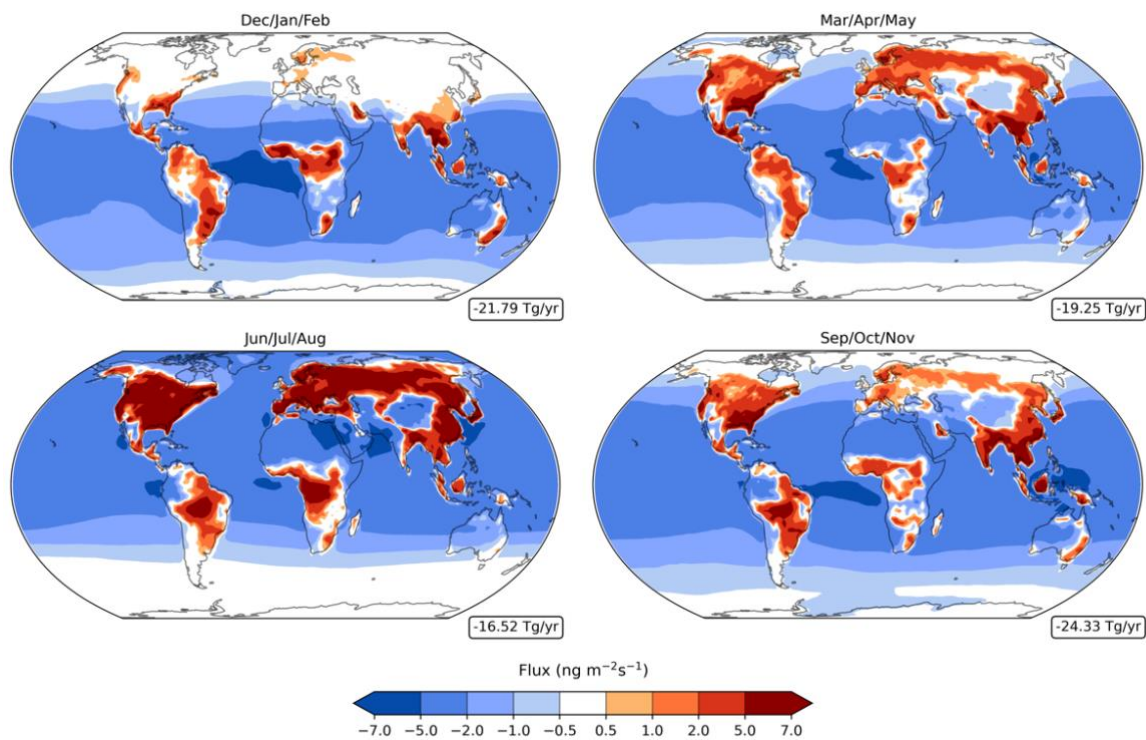 Dec/Jan/Feb
Mar/Apr/May
-21.79 Tg/yr
-19.25 Tg/yr
Jun/Jul/Aug
Sep/Oct/Nov
-16.52 Tg/yr
-24.33 Tg/yr
Flux (ng m⁻²s⁻¹)
−7.0 −5.0 −2.0 −1.0 −0.5 0.5 1.0 2.0 5.0 7.0